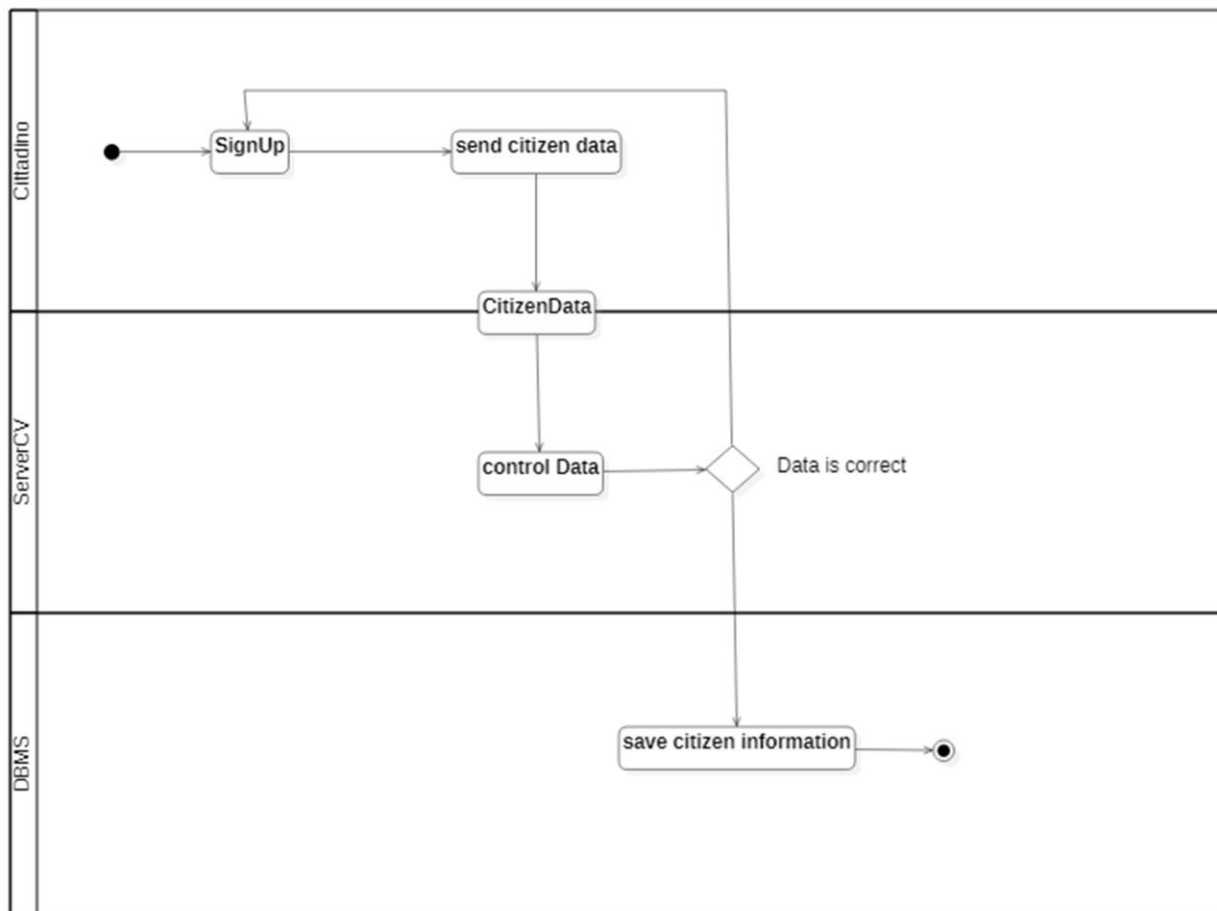 Cittadino
SignUp
send citizen data
CitizenData
ServerCV
control Data
Data is correct
DBMS
save citizen information